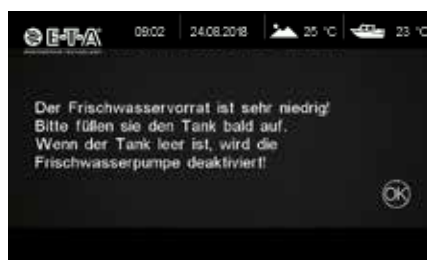 E-T-A 09:02 24.08.2018 25 °C 23 °C
Der Frischwasservorrat ist sehr niedrig!
Bitte füllen sie den Tank bald auf.
Wenn der Tank leer ist, wird die
Frischwasserpumpe deaktiviert!
OK